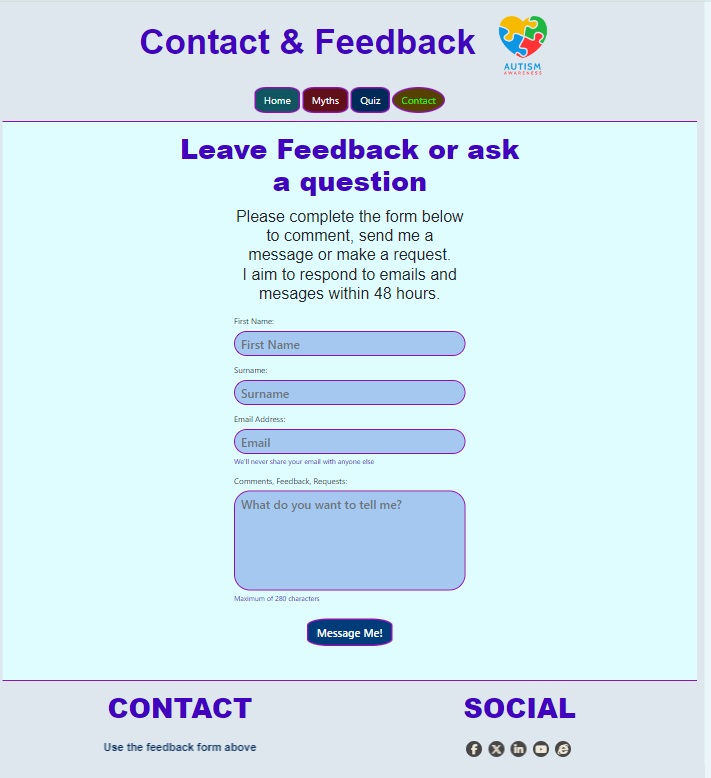 Contact & Feedback
AUTISM
AWARENESS
Home Myths Quiz Contact
Leave Feedback or ask
a question
Please complete the form below
to comment, send me a
message or make a request.
I aim to respond to emails and
mesages within 48 hours.
First Name:
First Name
Surname:
Surname
Email Address:
Email
We'll never share your email with anyone else
Comments, Feedback, Requests:
What do you want to tell me?
Maximum of 280 characters
Message Me!
CONTACT SOCIAL
Use the feedback form above